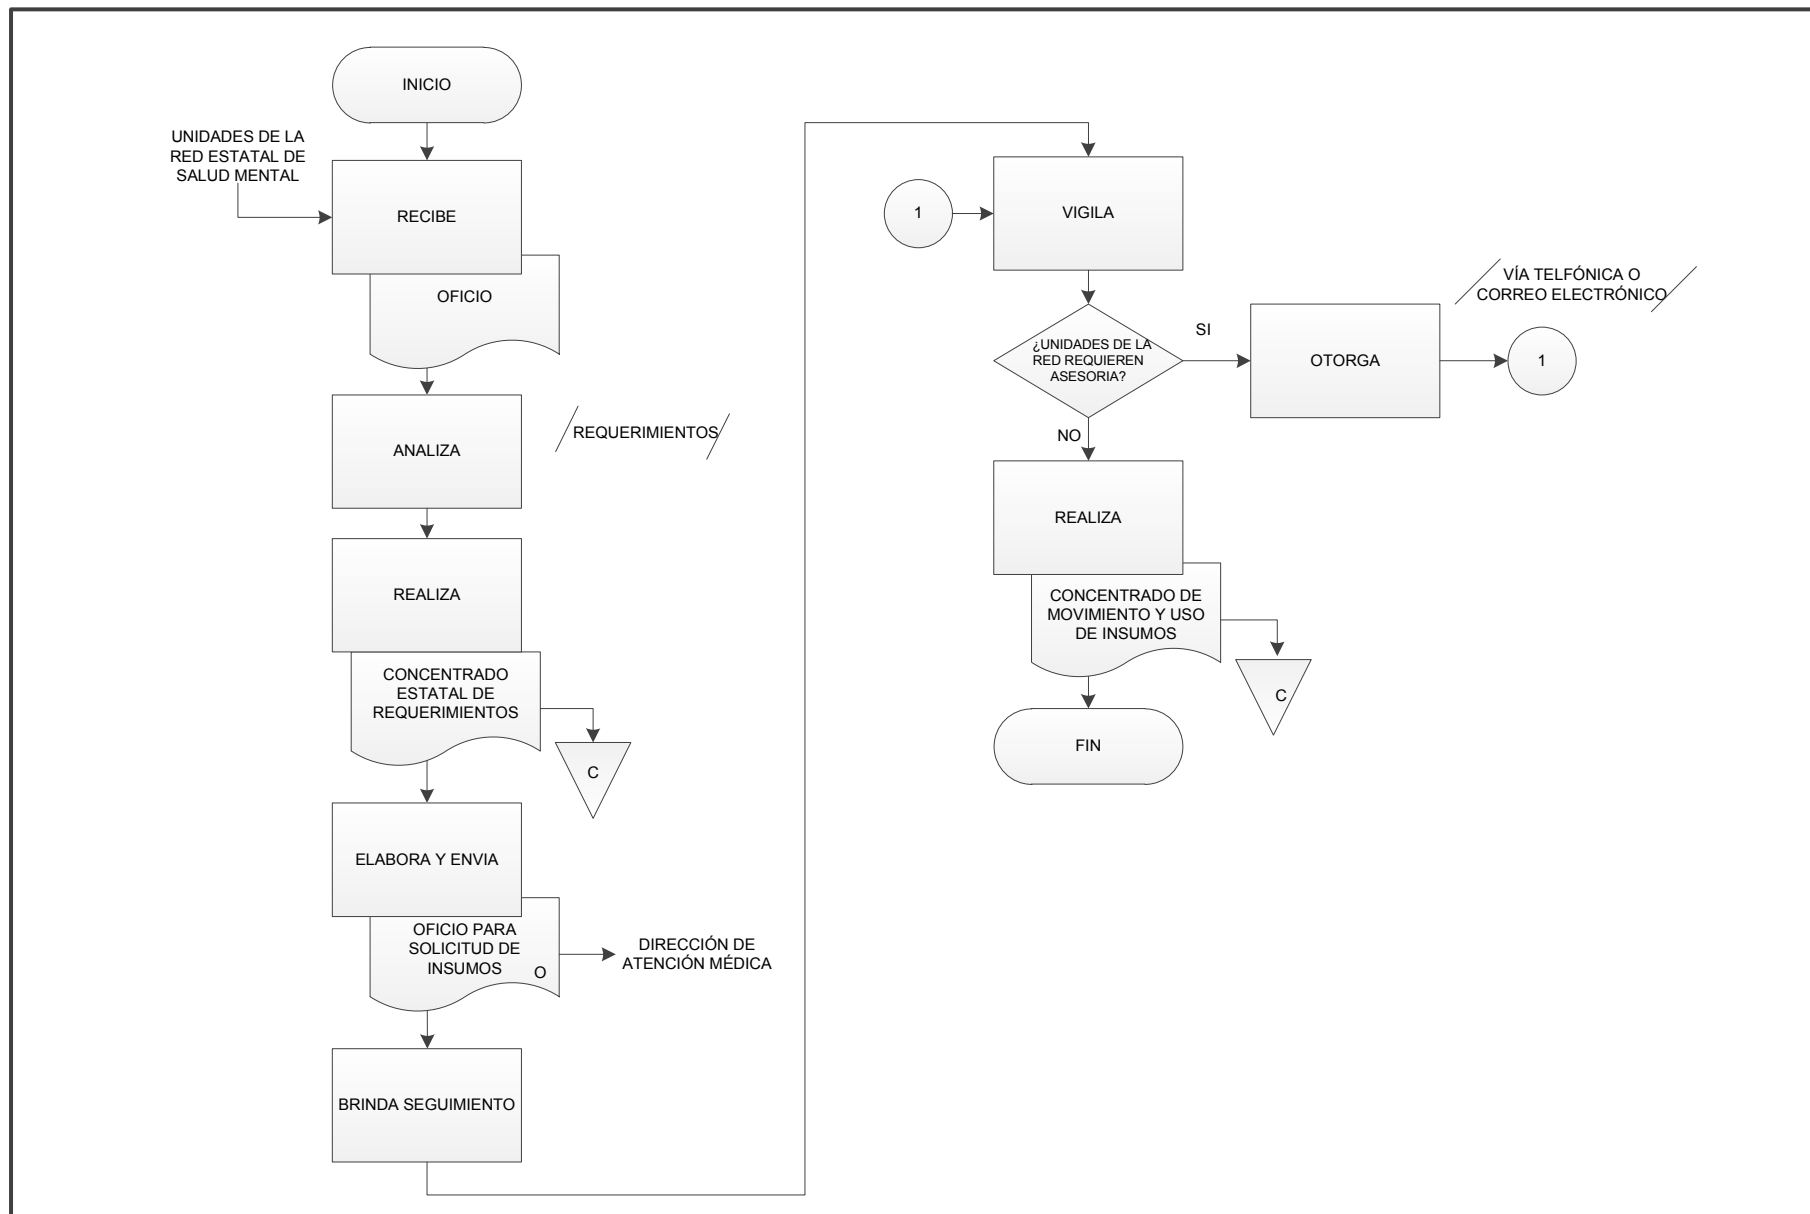 INICIO
UNIDADES DE LA
RED ESTATAL DE
SALUD MENTAL
RECIBE
OFICIO
ANALIZA
REQUERIMIENTOS
REALIZA
CONCENTRADO
ESTATAL DE
REQUERIMIENTOS
C
ELABORA Y ENVIA
OFICIO PARA
SOLICITUD DE
INSUMOS
O
DIRECCIÓN DE
ATENCIÓN MÉDICA
BRINDA SEGUIMIENTO
1
VIGILA
¿UNIDADES DE LA
RED REQUIEREN
ASESORIA?
SI
OTORGA
VÍA TELFÓNICA O
CORREO ELECTRÓNICO
1
NO
REALIZA
CONCENTRADO DE
MOVIMIENTO Y USO
DE INSUMOS
C
FIN